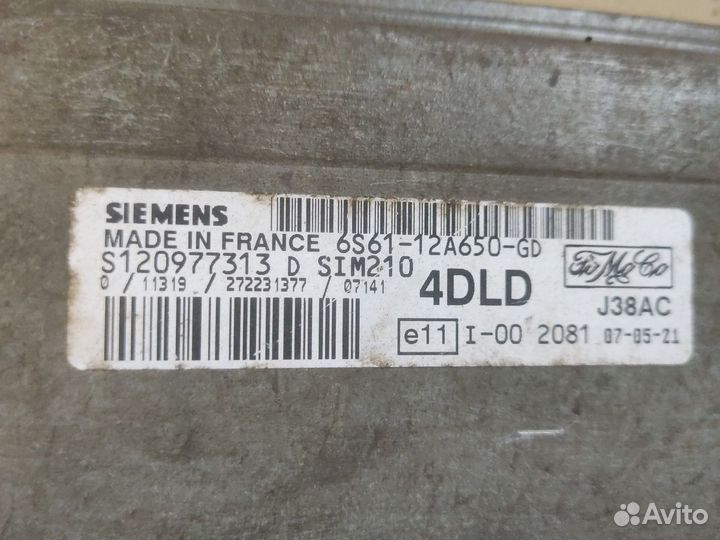 SIEMENS
MADE IN FRANCE 6S61-12A650-GD
S120977313 D SIM210
0 / 11319 / 272231377 / 07141
4DLD
FoMoCo
J38AC
e11 I-00 2081 07-05-21
Avito